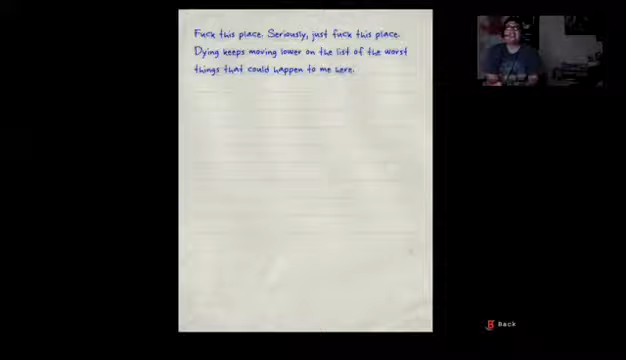 Fuck this place. Seriously, just fuck this place.
Dying keeps moving lower on the list of the worst
things that could happen to me here.
Back